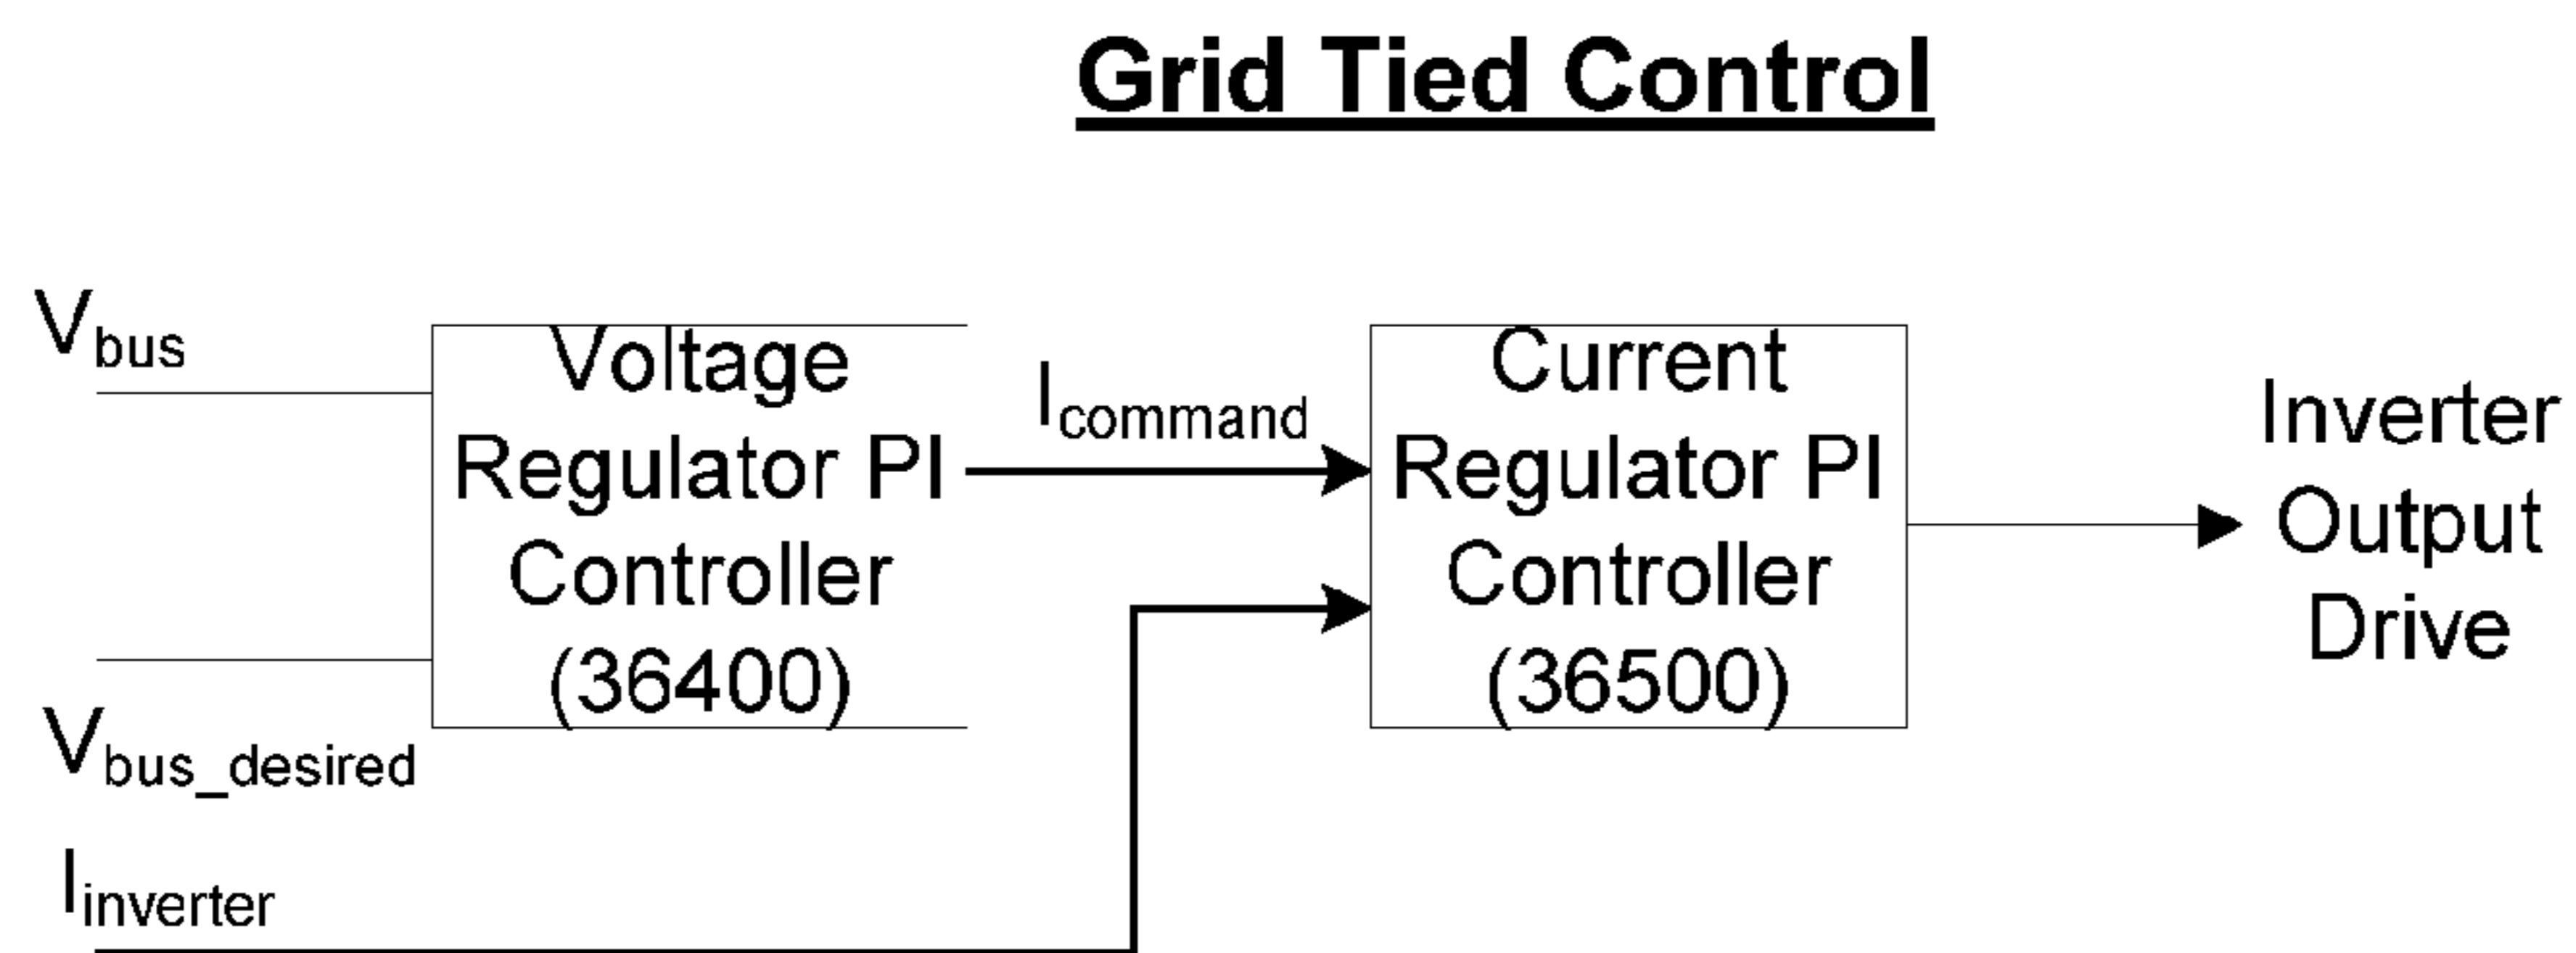 Grid Tied Control
Vbus
Voltage
Regulator PI
Controller
(36400)
Vbus_desired
Icommand
Iinverter
Current
Regulator PI
Controller
(36500)
Inverter
Output
Drive